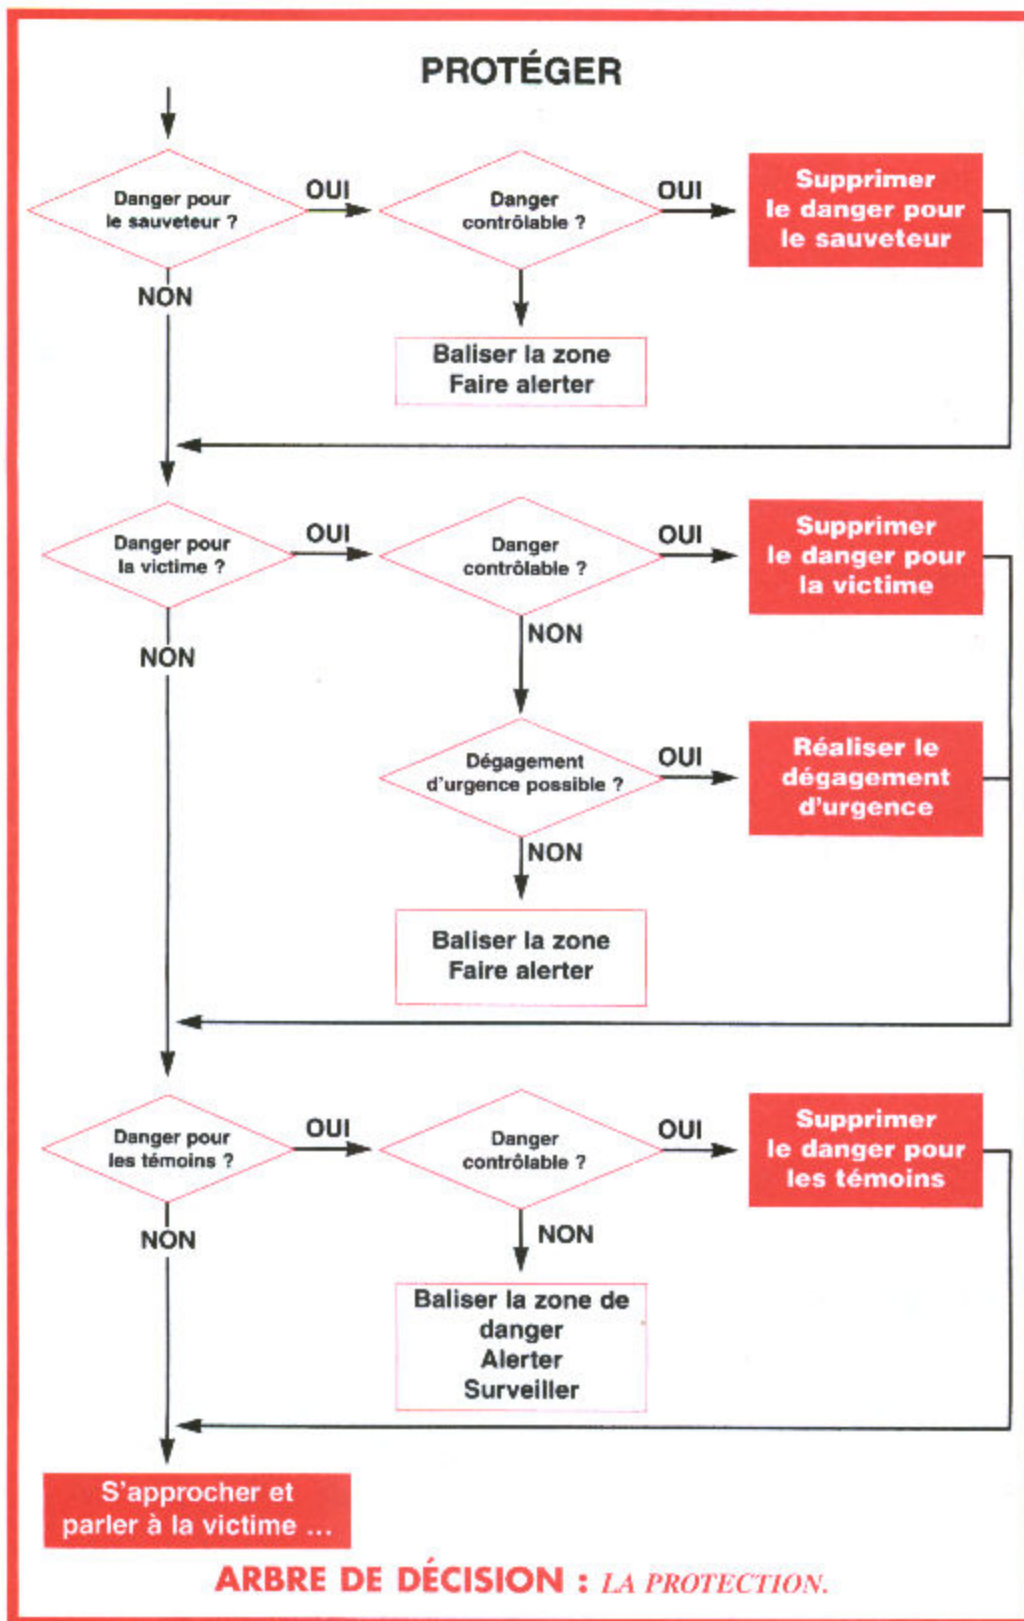 PROTÉGER
Danger pour
le sauveteur ?
OUI
Danger
contrôlable ?
OUI
Supprimer
le danger pour
le sauveteur
NON
Baliser la zone
Faire alerter
Danger pour
la victime ?
OUI
Danger
contrôlable ?
OUI
Supprimer
le danger pour
la victime
NON
NON
Dégagement
d'urgence possible ?
OUI
Réaliser le
dégagement
d'urgence
NON
Baliser la zone
Faire alerter
Danger pour
les témoins ?
OUI
Danger
contrôlable ?
OUI
Supprimer
le danger pour
les témoins
NON
NON
Baliser la zone de
danger
Alerter
Surveiller
S'approcher et
parler à la victime ...
ARBRE DE DÉCISION : LA PROTECTION.